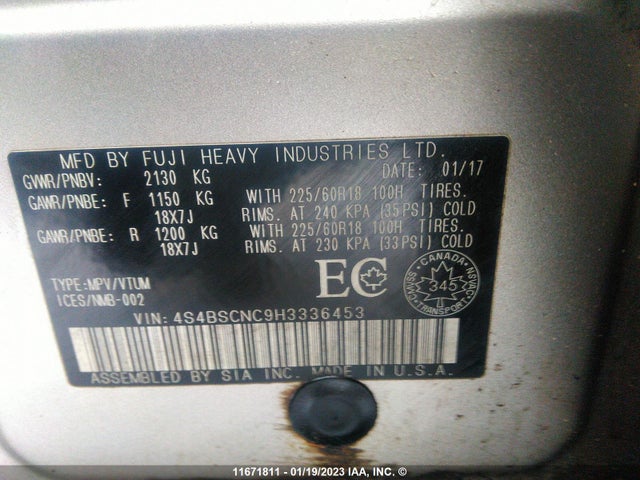 MFD BY FUJI HEAVY INDUSTRIES LTD.
GVWR/PNBV: 2130 KG DATE: 01/17
GAWR/PNBE: F 1150 KG WITH 225/60R18 100H TIRES.
18X7J RIMS. AT 240 KPA (35PSI) COLD
GAWR/PNBE: R 1200 KG WITH 225/60R18 100H TIRES.
18X7J RIMS. AT 230 KPA (33PSI) COLD
TYPE:MPV/VTUM
ICES/NMB-002
EC
CANADA
CMVSS
NSVAC
345
TRANSPORT
VIN: 4S4BSCNC9H3336453
ASSEMBLED BY SIA INC. MADE IN U.S.A.
11671811 - 01/19/2023 IAA, INC. ©